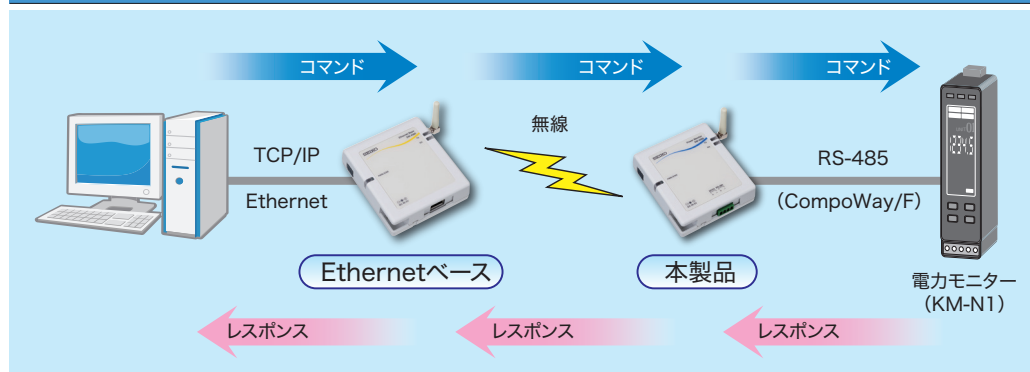 コマンド
コマンド
コマンド
無線
TCP/IP
Ethernet
RS-485
(CompoWay/F)
Ethernetベース
本製品
電力モニター
(KM-N1)
レスポンス
レスポンス
レスポンス
12345